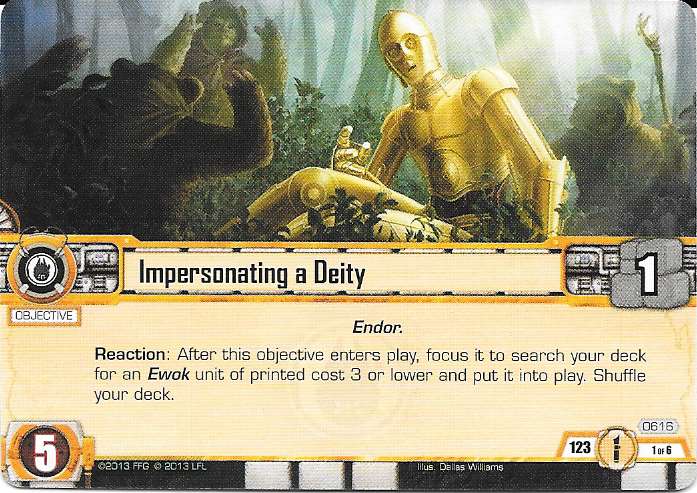 Impersonating a Deity
1
OBJECTIVE
Endor.
Reaction: After this objective enters play, focus it to search your deck
for an Ewok unit of printed cost 3 or lower and put it into play. Shuffle
your deck.
5
0616
123
1 OF 6
©2013 FFG © 2013 LFL
Illus. Dallas Williams